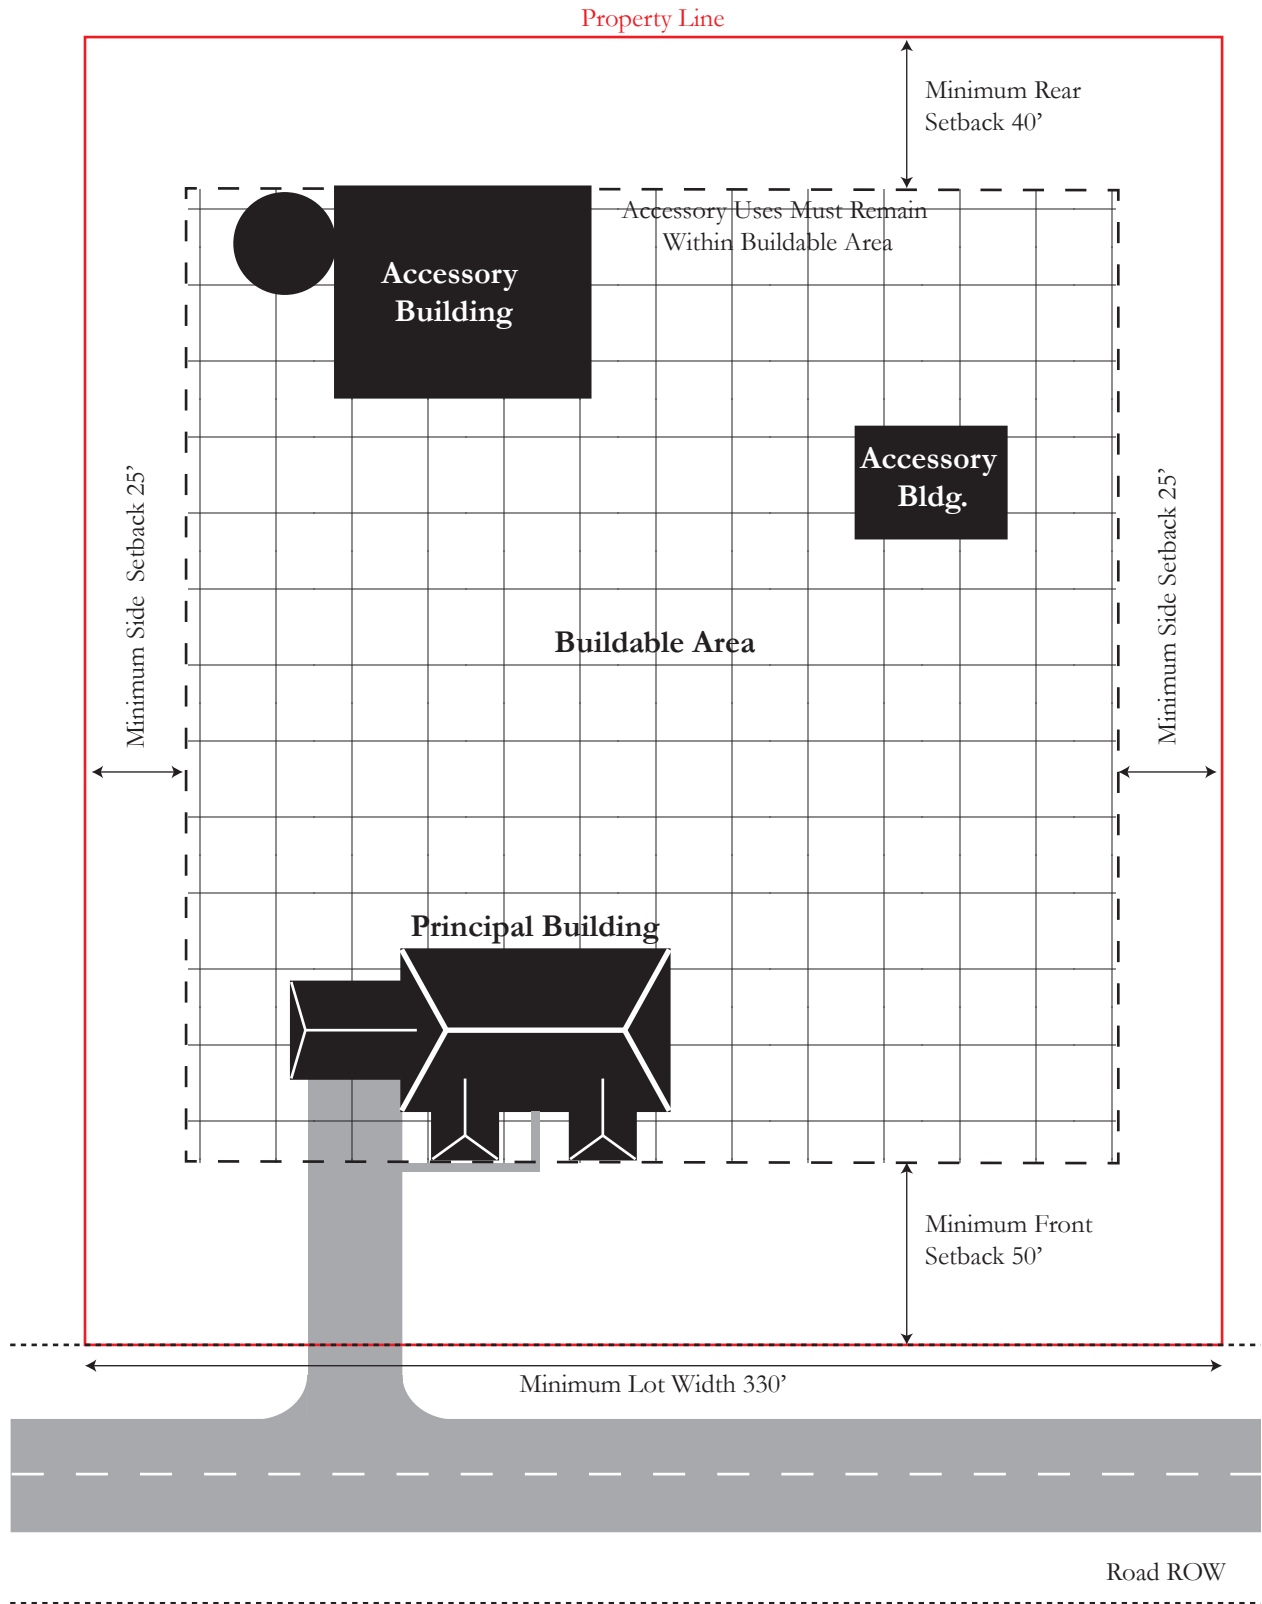 Property Line
Minimum Rear
Setback 40’
Accessory Uses Must Remain
Within Buildable Area
Accessory
Building
Accessory
Bldg.
Minimum Side  Setback 25’
Minimum Side Setback 25’
Buildable Area
Principal Building
Minimum Front
Setback 50’
Minimum Lot Width 330’
Road ROW